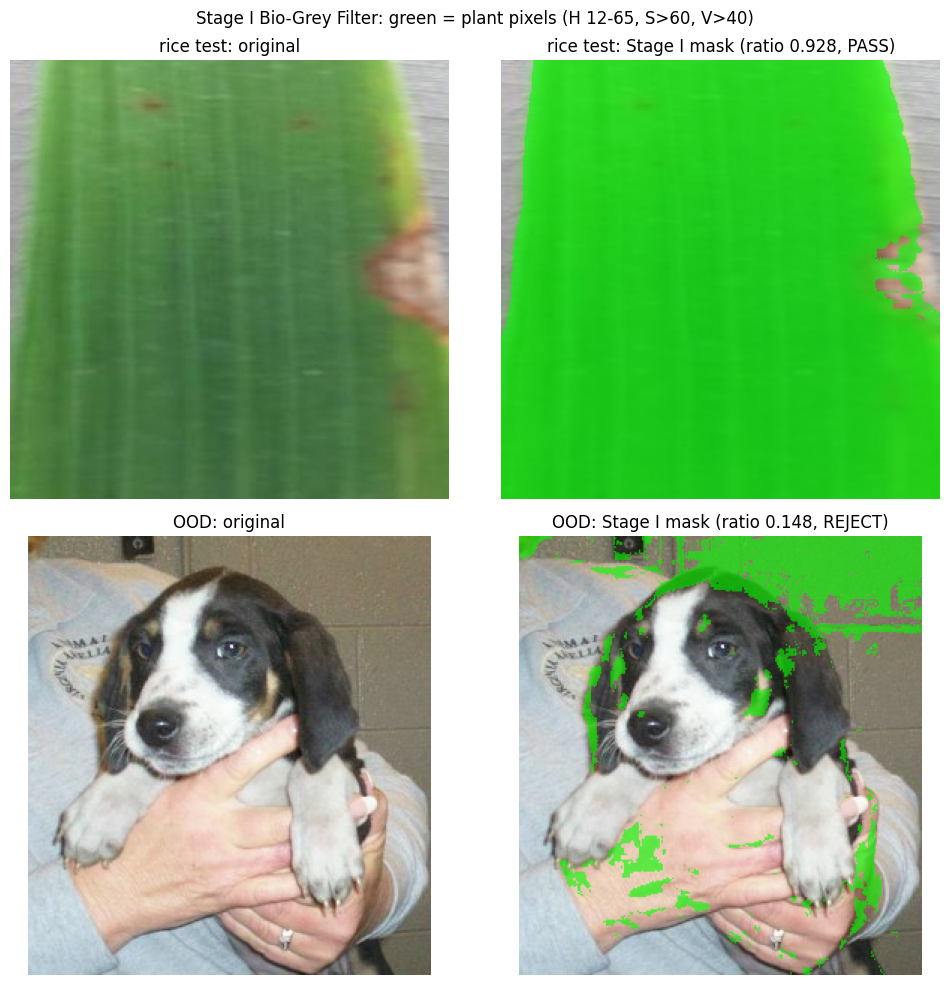 Stage I Bio-Grey Filter: green = plant pixels (H 12-65, S>60, V>40)
rice test: original
rice test: Stage I mask (ratio 0.928, PASS)
OOD: original
OOD: Stage I mask (ratio 0.148, REJECT)